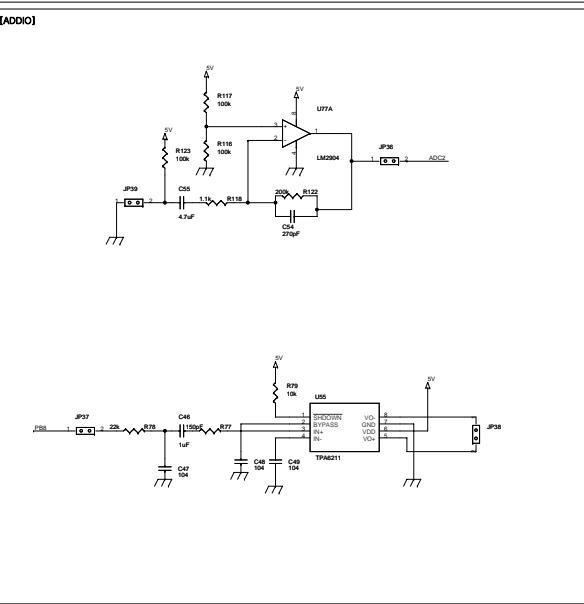 [ADDIO]
5V
R117
100k
5V
U77A
8
3
+
1
5V
R123
100k
R116
100k
2
-
4
LM2904
JP36
1
2
ADC2
JP39
1
2
C55
4.7uF
1.1k
R118
200k
R122
C54
270pF
5V
R79
10k
5V
U55
JP37
PB8
1
2
22k
R78
C46
150pF
R77
1uF
1
SHDOWN
VO-
8
2
BYPASS
GND
7
3
IN+
VDD
6
4
IN-
VO+
5
TPA6211
1
JP38
2
C47
104
C48
104
C49
104